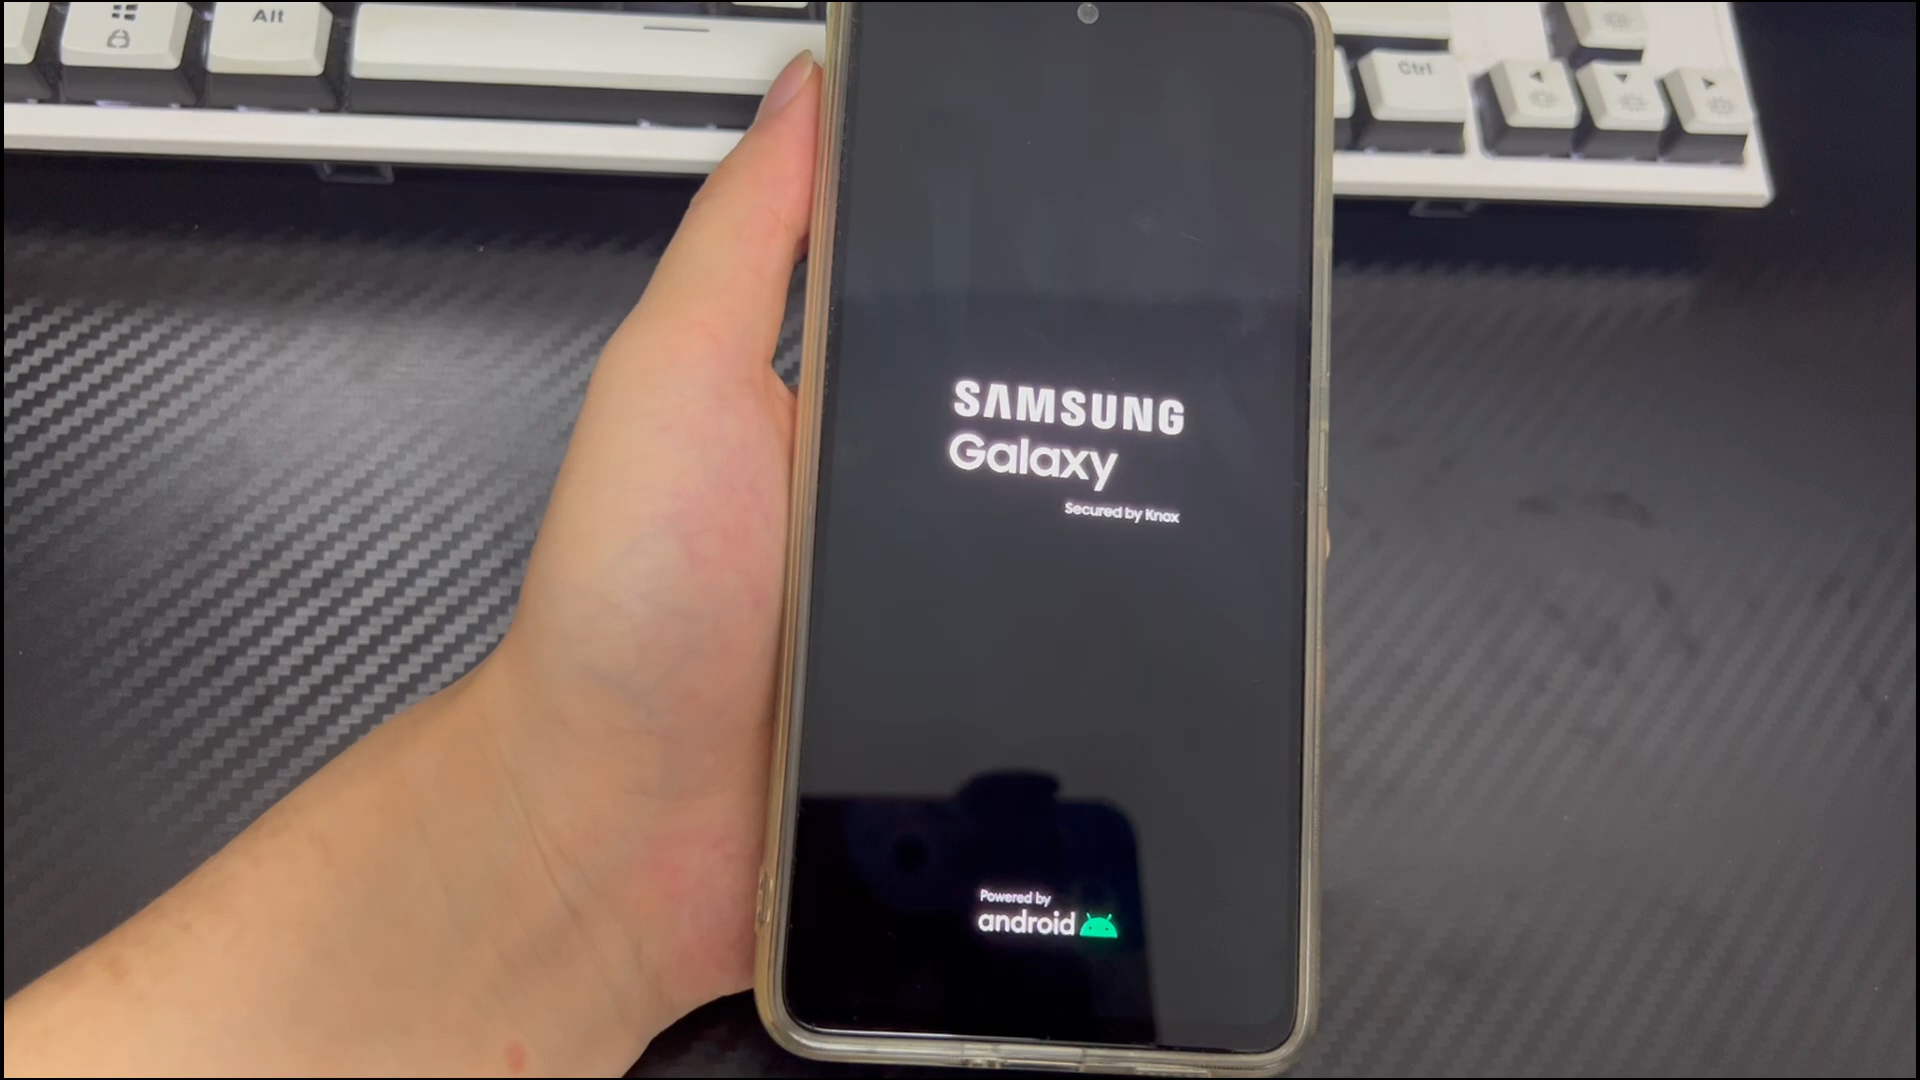 Alt
Ctrl
SAMSUNG
Galaxy
Secured by Knox
Powered by
android